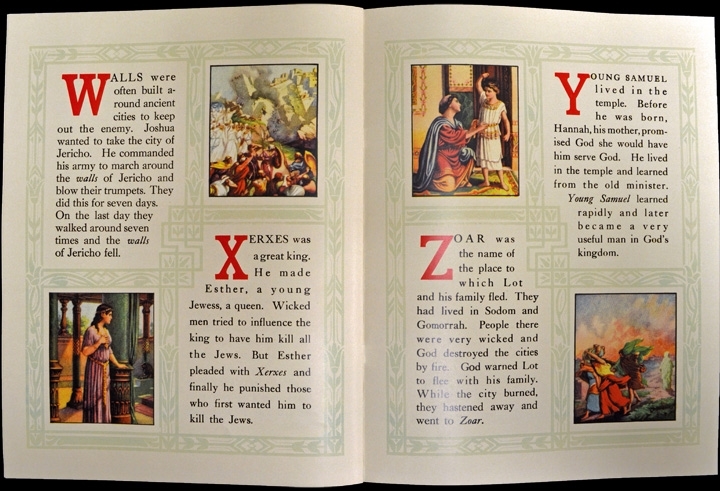 WALLS were
often built a-
round ancient
cities to keep
out the enemy. Joshua
wanted to take the city of
Jericho. He commanded
his army to march around
the walls of Jericho and
blow their trumpets. They
did this for seven days.
On the last day they
walked around seven
times and the walls
of Jericho fell.
XERXES was
a great king.
He made
Esther, a young
Jewess, a queen. Wicked
men tried to influence the
king to have him kill all
the Jews. But Esther
pleaded with Xerxes and
finally he punished those
who first wanted him to
kill the Jews.
YOUNG SAMUEL
lived in the
temple. Before
he was born,
Hannah, his mother, prom-
ised God she would have
him serve God. He lived
in the temple and learned
from the old minister.
Young Samuel learned
rapidly and later
became a very
useful man in God's
kingdom.
ZOAR was
the name of
the place to
which Lot
and his family fled. They
had lived in Sodom and
Gomorrah. People there
were very wicked and
God destroyed the cities
by fire. God warned Lot
to flee with his family.
While the city burned,
they hastened away and
went to Zoar.